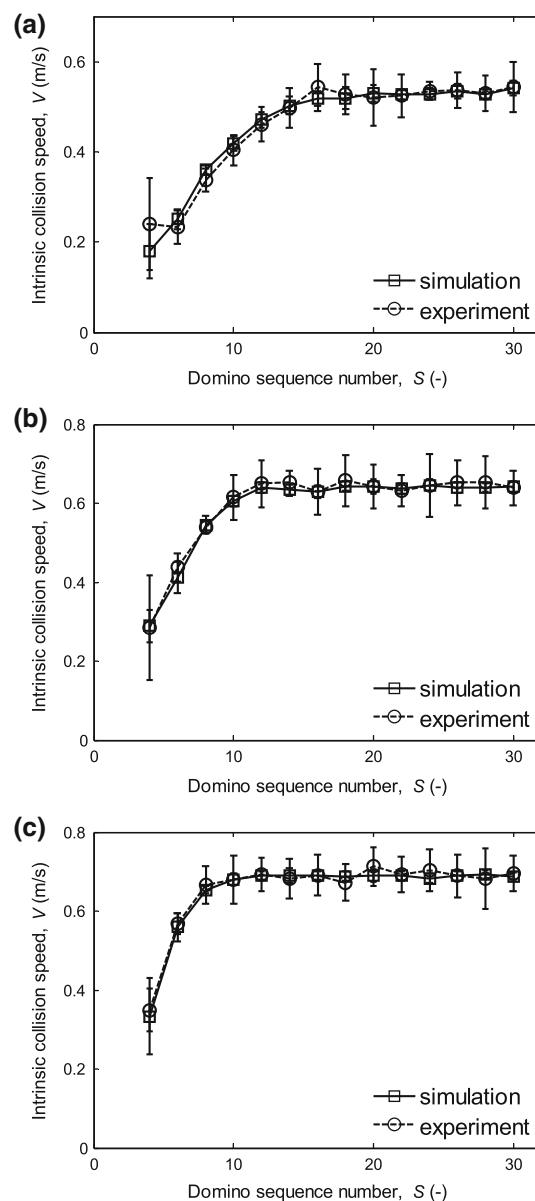 (a)
Intrinsic collision speed, V (m/s)
0.6
0.4
0.2
0
simulation
experiment
0 10 20 30
Domino sequence number, S (-)
(b)
Intrinsic collision speed, V (m/s)
0.8
0.6
0.4
0.2
0
simulation
experiment
0 10 20 30
Domino sequence number, S (-)
(c)
Intrinsic collision speed, V (m/s)
0.8
0.6
0.4
0.2
0
simulation
experiment
0 10 20 30
Domino sequence number, S (-)